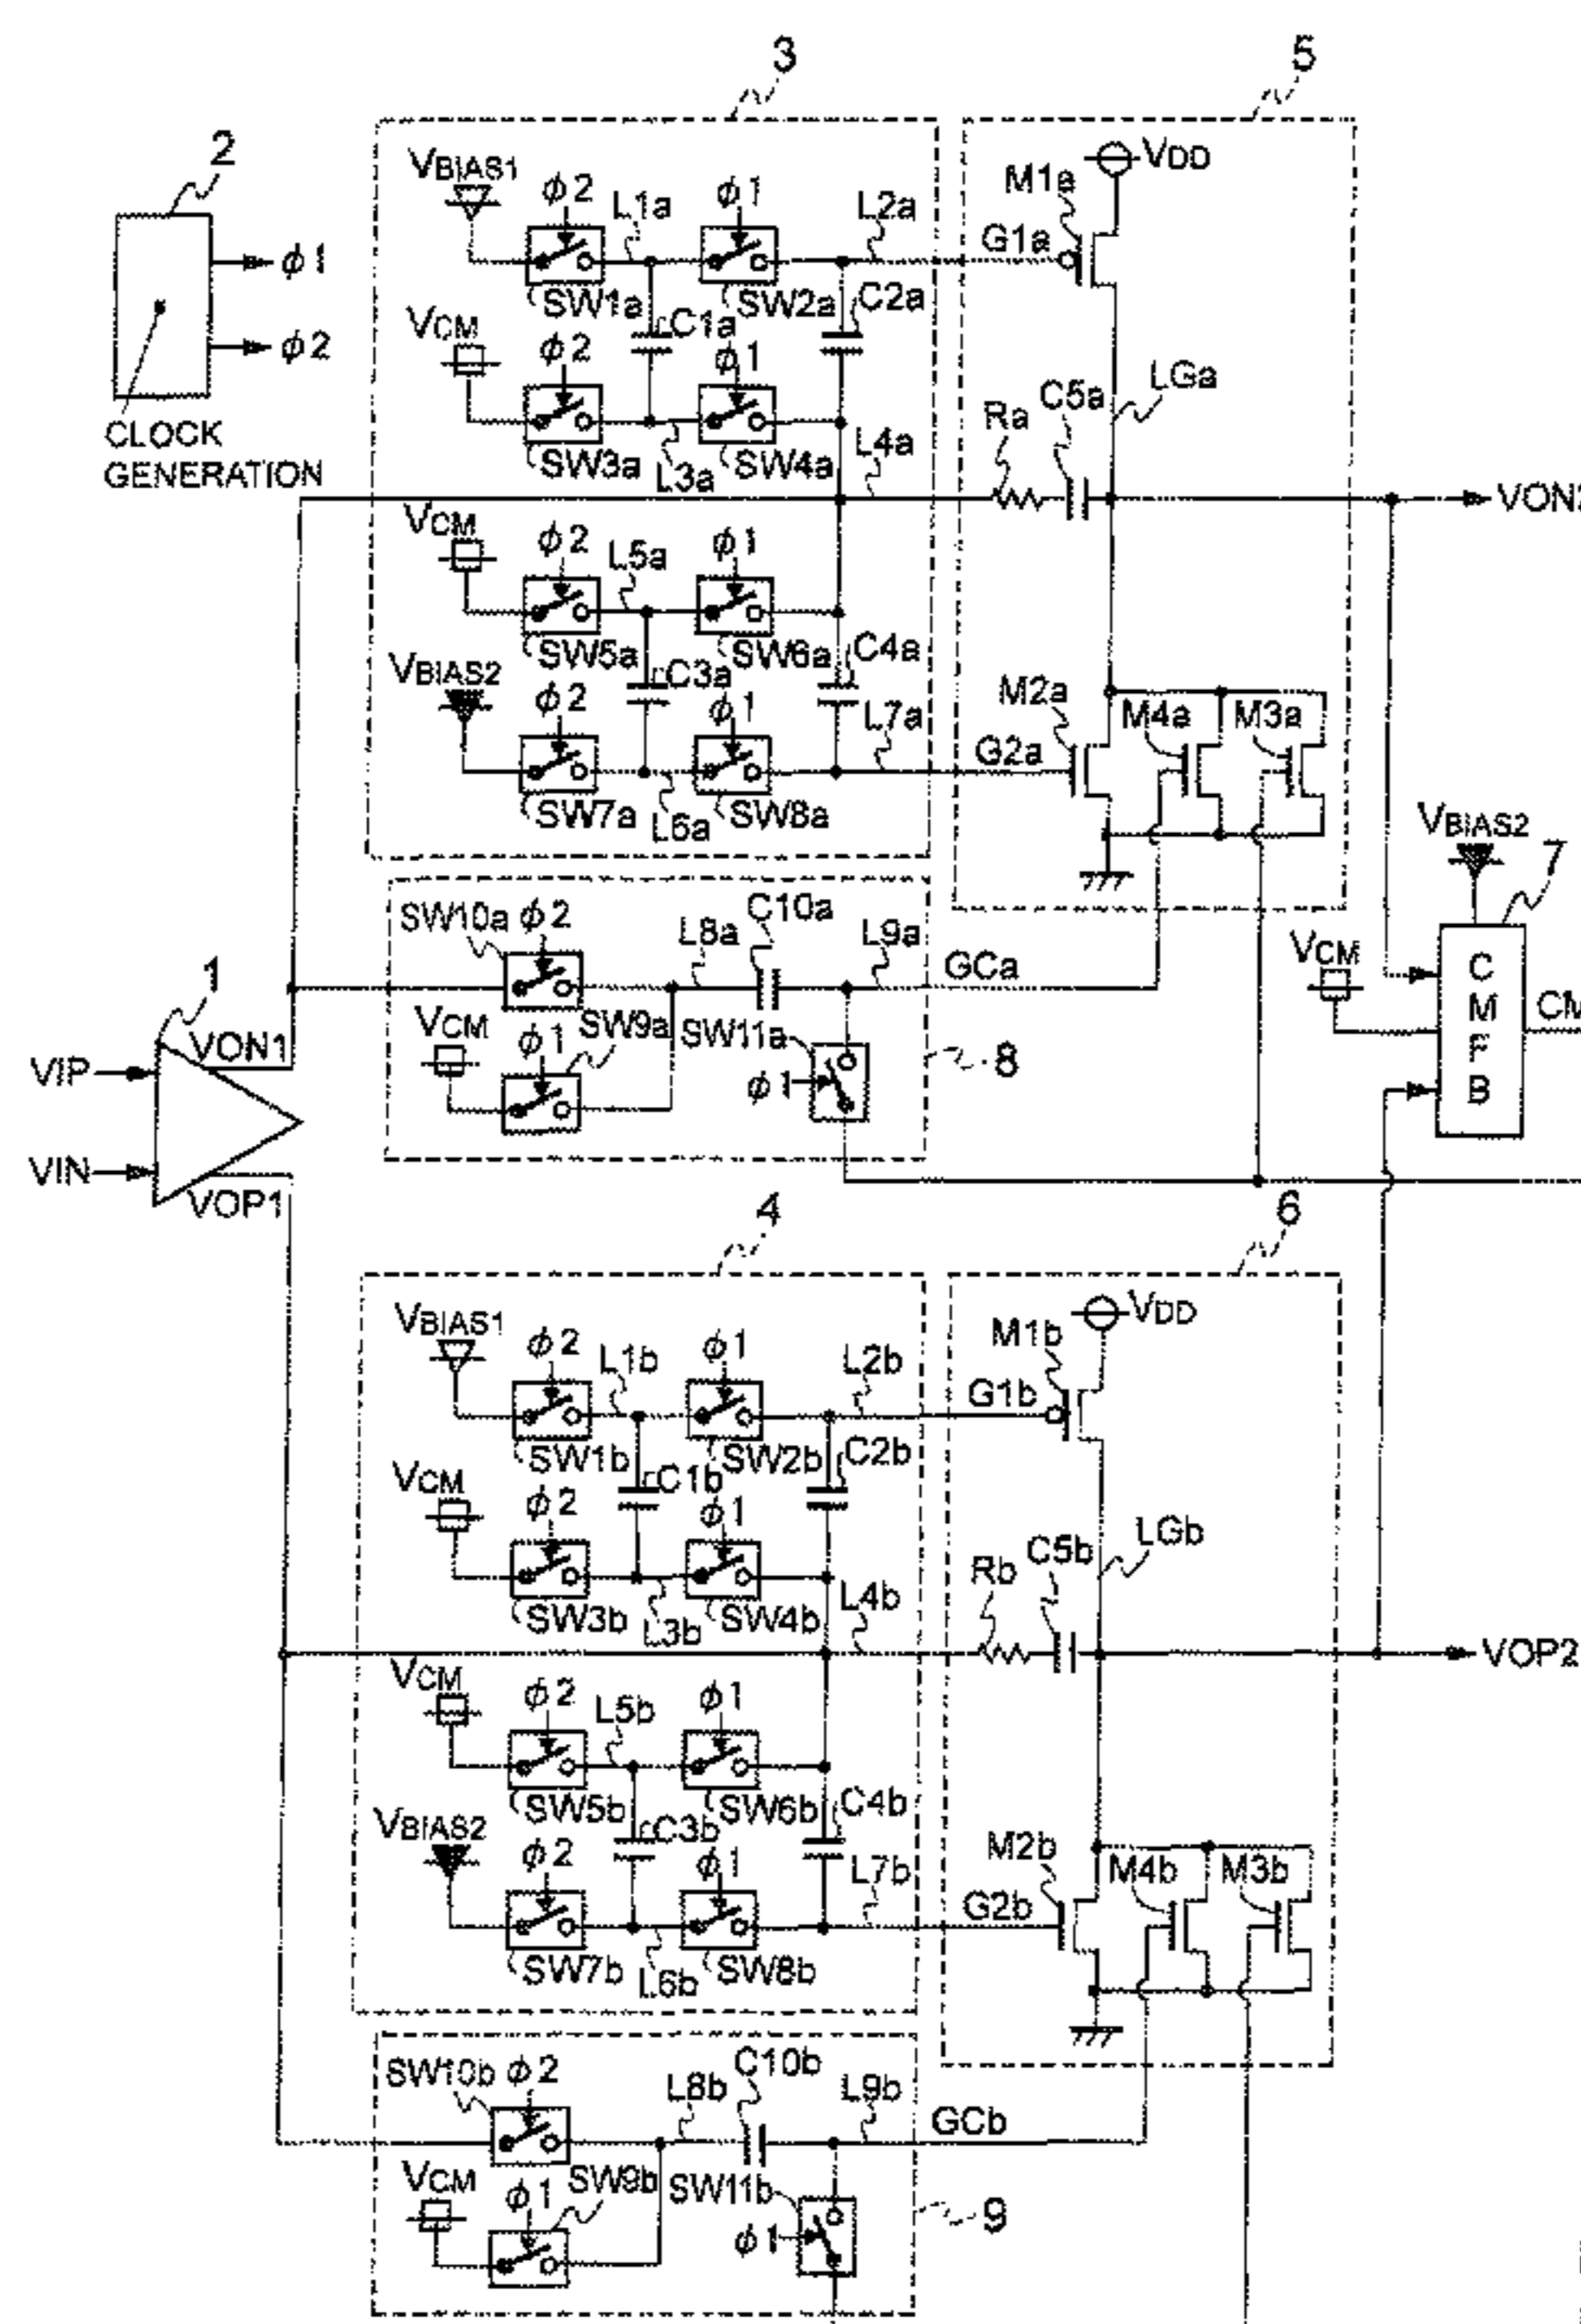 3
5
2
VBIAS1
φ2
L1a
φ1
L2a
M1a
VDD
G1a
φ1
φ2
SW1a
SW2a
C2a
VCM
C1a
φ2
φ1
CLOCK
GENERATION
SW3a
L3a
SW4a
L4a
Ra
C5a
LGa
VON2
VCM
φ2
L5a
φ1
SW5a
SW6a
C4a
VBIAS2
C3a
φ2
φ1
L7a
M2a
M4a
M3a
G2a
SW7a
L6a
SW8a
VBIAS2
7
SW10a
φ2
L8a
C10a
L9a
GCa
VCM
CMFB
CM
1
VON1
VCM
φ1
SW9a
SW11a
φ1
8
VIP
VIN
VOP1
4
6
VBIAS1
φ2
L1b
φ1
L2b
M1b
VDD
G1b
SW1b
SW2b
C2b
VCM
C1b
φ2
φ1
SW3b
L3b
SW4b
L4b
Rb
C5b
LGb
VOP2
VCM
φ2
L5b
φ1
SW5b
SW6b
C4b
VBIAS2
C3b
φ2
φ1
L7b
M2b
M4b
M3b
G2b
SW7b
L6b
SW8b
SW10b
φ2
L8b
C10b
L9b
GCb
VCM
φ1
SW9b
SW11b
φ1
9